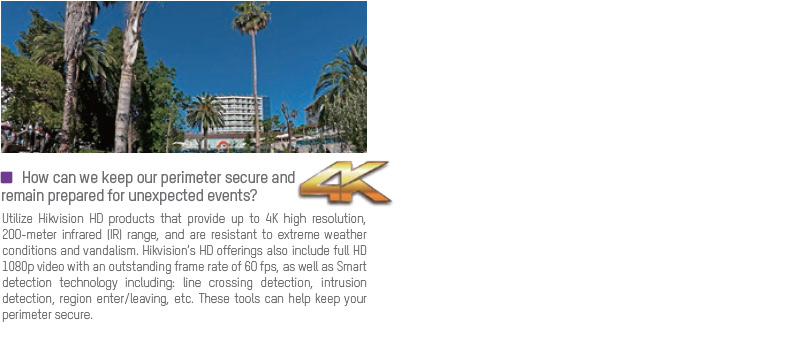 How can we keep our perimeter secure and
remain prepared for unexpected events?
4K
Utilize Hikvision HD products that provide up to 4K high resolution,
200-meter infrared (IR) range, and are resistant to extreme weather
conditions and vandalism. Hikvision's HD offerings also include full HD
1080p video with an outstanding frame rate of 60 fps, as well as Smart
detection technology including: line crossing detection, intrusion
detection, region enter/leaving, etc. These tools can help keep your
perimeter secure.